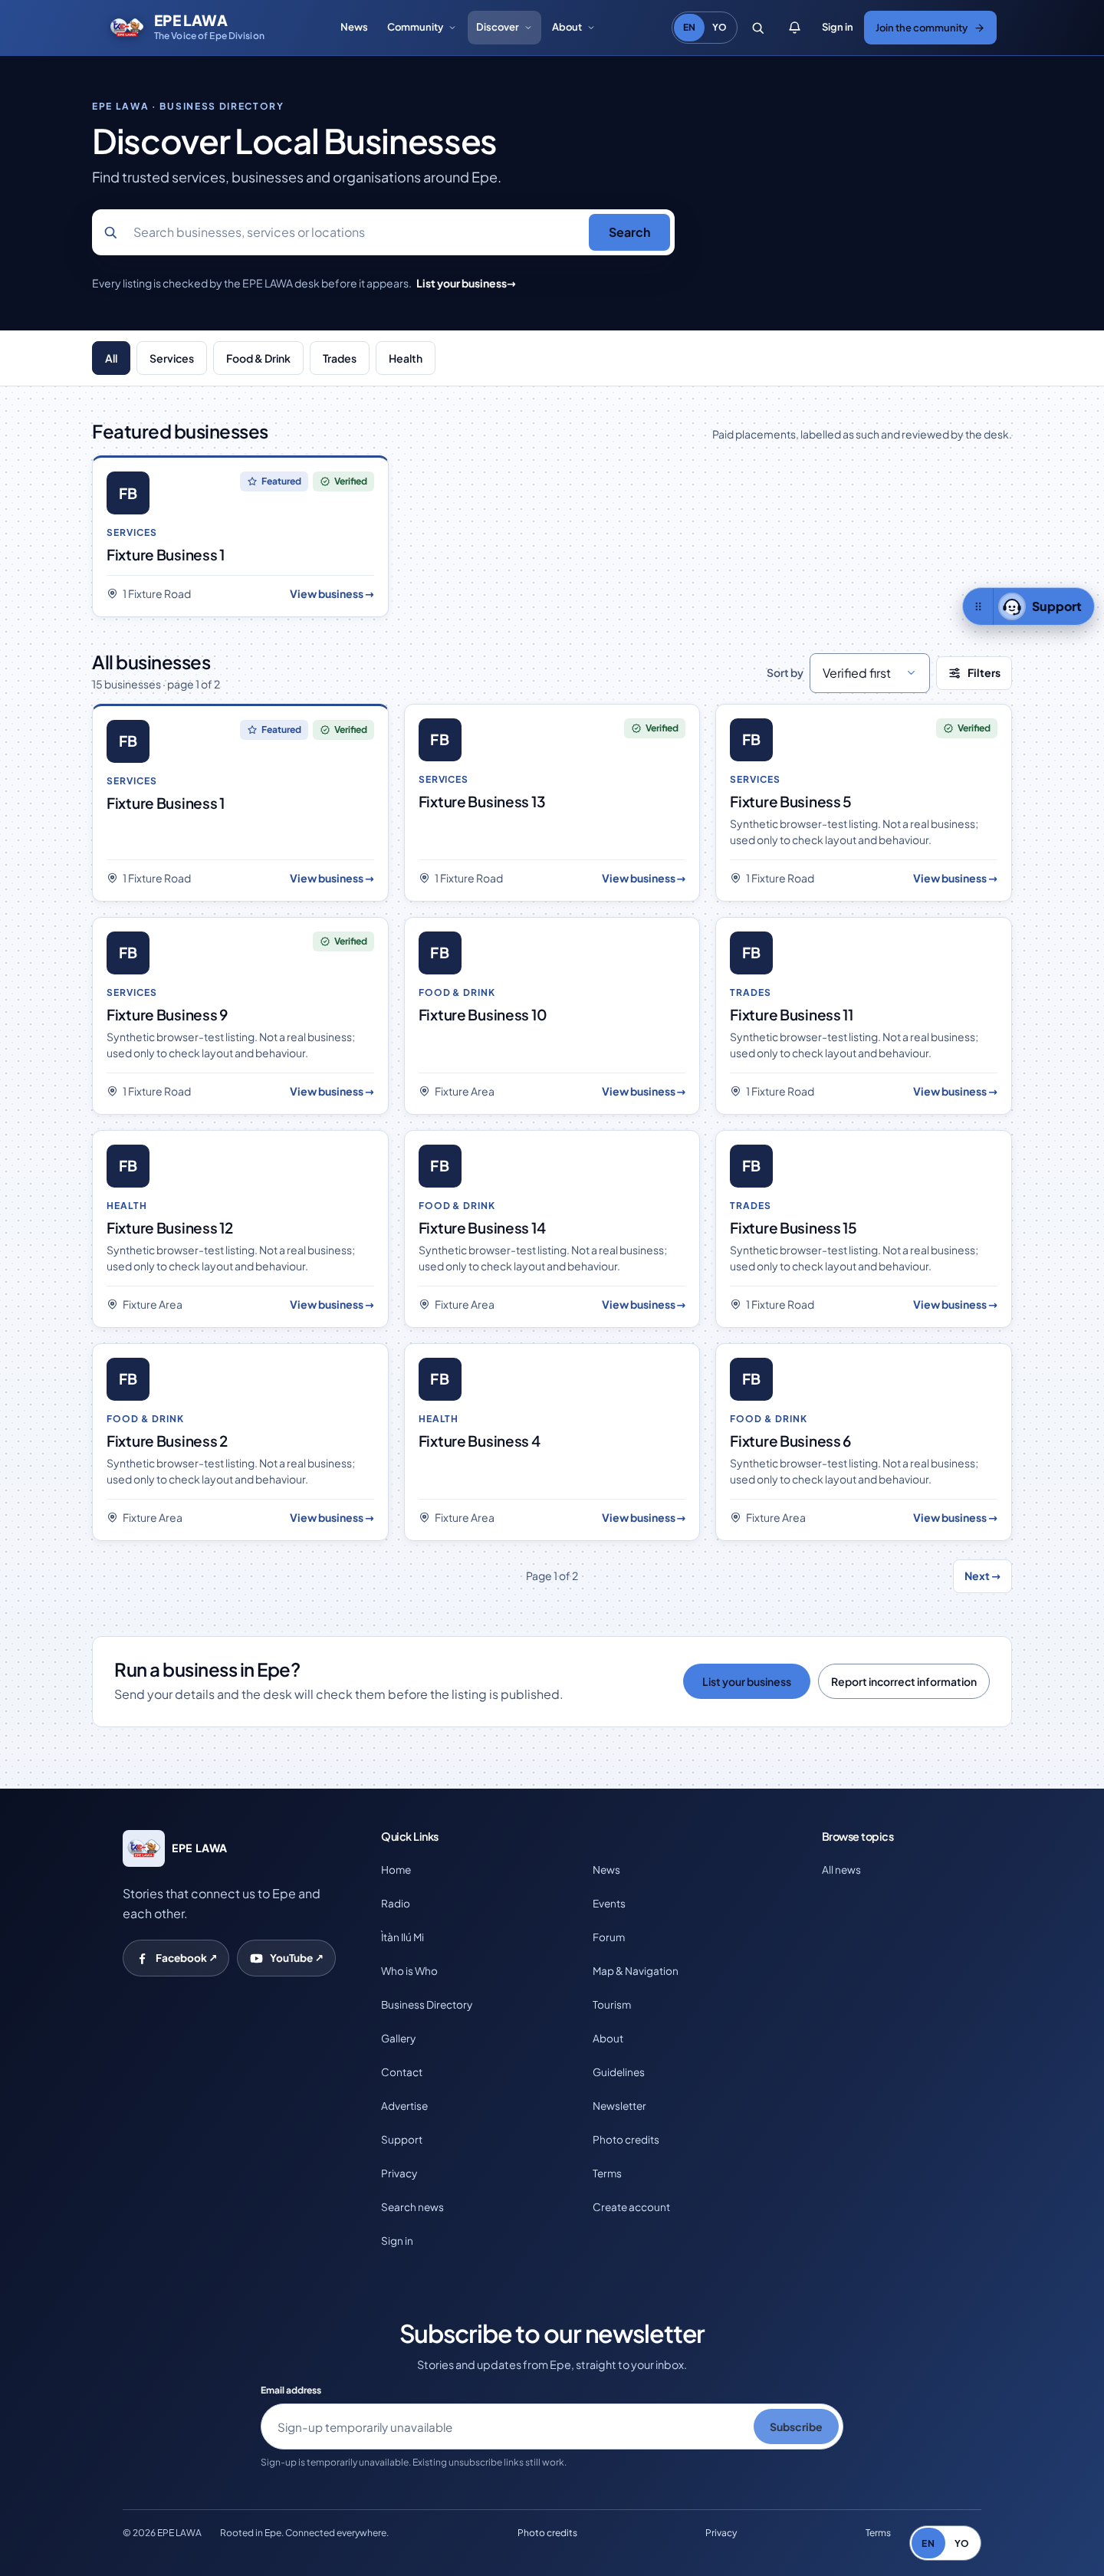 EPE LAWA
The Voice of Epe Division
News
Community
Discover
About
EN
YO
Sign in
Join the community →
EPE LAWA · BUSINESS DIRECTORY
Discover Local Businesses
Find trusted services, businesses and organisations around Epe.
Search businesses, services or locations
Search
Every listing is checked by the EPE LAWA desk before it appears. List your business→
All
Services
Food & Drink
Trades
Health
Featured businesses
Paid placements, labelled as such and reviewed by the desk.
FB
Featured
Verified
SERVICES
Fixture Business 1
1 Fixture Road
View business →
Support
All businesses
15 businesses · page 1 of 2
Sort by
Verified first
Filters
FB
Featured
Verified
SERVICES
Fixture Business 1
1 Fixture Road
View business →
FB
Verified
SERVICES
Fixture Business 13
1 Fixture Road
View business →
FB
Verified
SERVICES
Fixture Business 5
Synthetic browser-test listing. Not a real business;
used only to check layout and behaviour.
1 Fixture Road
View business →
FB
Verified
SERVICES
Fixture Business 9
Synthetic browser-test listing. Not a real business;
used only to check layout and behaviour.
1 Fixture Road
View business →
FB
FOOD & DRINK
Fixture Business 10
Fixture Area
View business →
FB
TRADES
Fixture Business 11
Synthetic browser-test listing. Not a real business;
used only to check layout and behaviour.
1 Fixture Road
View business →
FB
HEALTH
Fixture Business 12
Synthetic browser-test listing. Not a real business;
used only to check layout and behaviour.
Fixture Area
View business →
FB
FOOD & DRINK
Fixture Business 14
Synthetic browser-test listing. Not a real business;
used only to check layout and behaviour.
Fixture Area
View business →
FB
TRADES
Fixture Business 15
Synthetic browser-test listing. Not a real business;
used only to check layout and behaviour.
1 Fixture Road
View business →
FB
FOOD & DRINK
Fixture Business 2
Synthetic browser-test listing. Not a real business;
used only to check layout and behaviour.
Fixture Area
View business →
FB
HEALTH
Fixture Business 4
Fixture Area
View business →
FB
FOOD & DRINK
Fixture Business 6
Synthetic browser-test listing. Not a real business;
used only to check layout and behaviour.
Fixture Area
View business →
Page 1 of 2
Next →
Run a business in Epe?
Send your details and the desk will check them before the listing is published.
List your business
Report incorrect information
EPE LAWA
Stories that connect us to Epe and
each other.
Facebook ↗
YouTube ↗
Quick Links
Home
News
Radio
Events
Ìtàn Ilú Mi
Forum
Who is Who
Map & Navigation
Business Directory
Tourism
Gallery
About
Contact
Guidelines
Advertise
Newsletter
Support
Photo credits
Privacy
Terms
Search news
Create account
Sign in
Browse topics
All news
Subscribe to our newsletter
Stories and updates from Epe, straight to your inbox.
Email address
Sign-up temporarily unavailable
Subscribe
Sign-up is temporarily unavailable. Existing unsubscribe links still work.
© 2026 EPE LAWA
Rooted in Epe. Connected everywhere.
Photo credits
Privacy
Terms
EN
YO